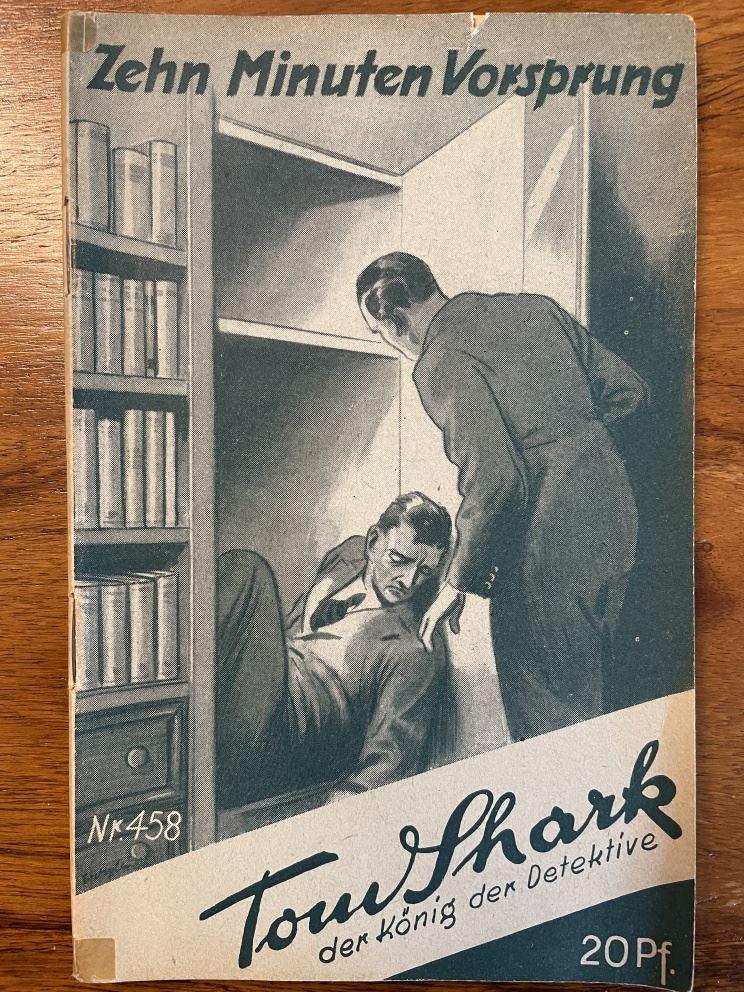 Zehn Minuten Vorsprung
Nr. 458
Tom Shark
der König der Detektive
20 Pf.